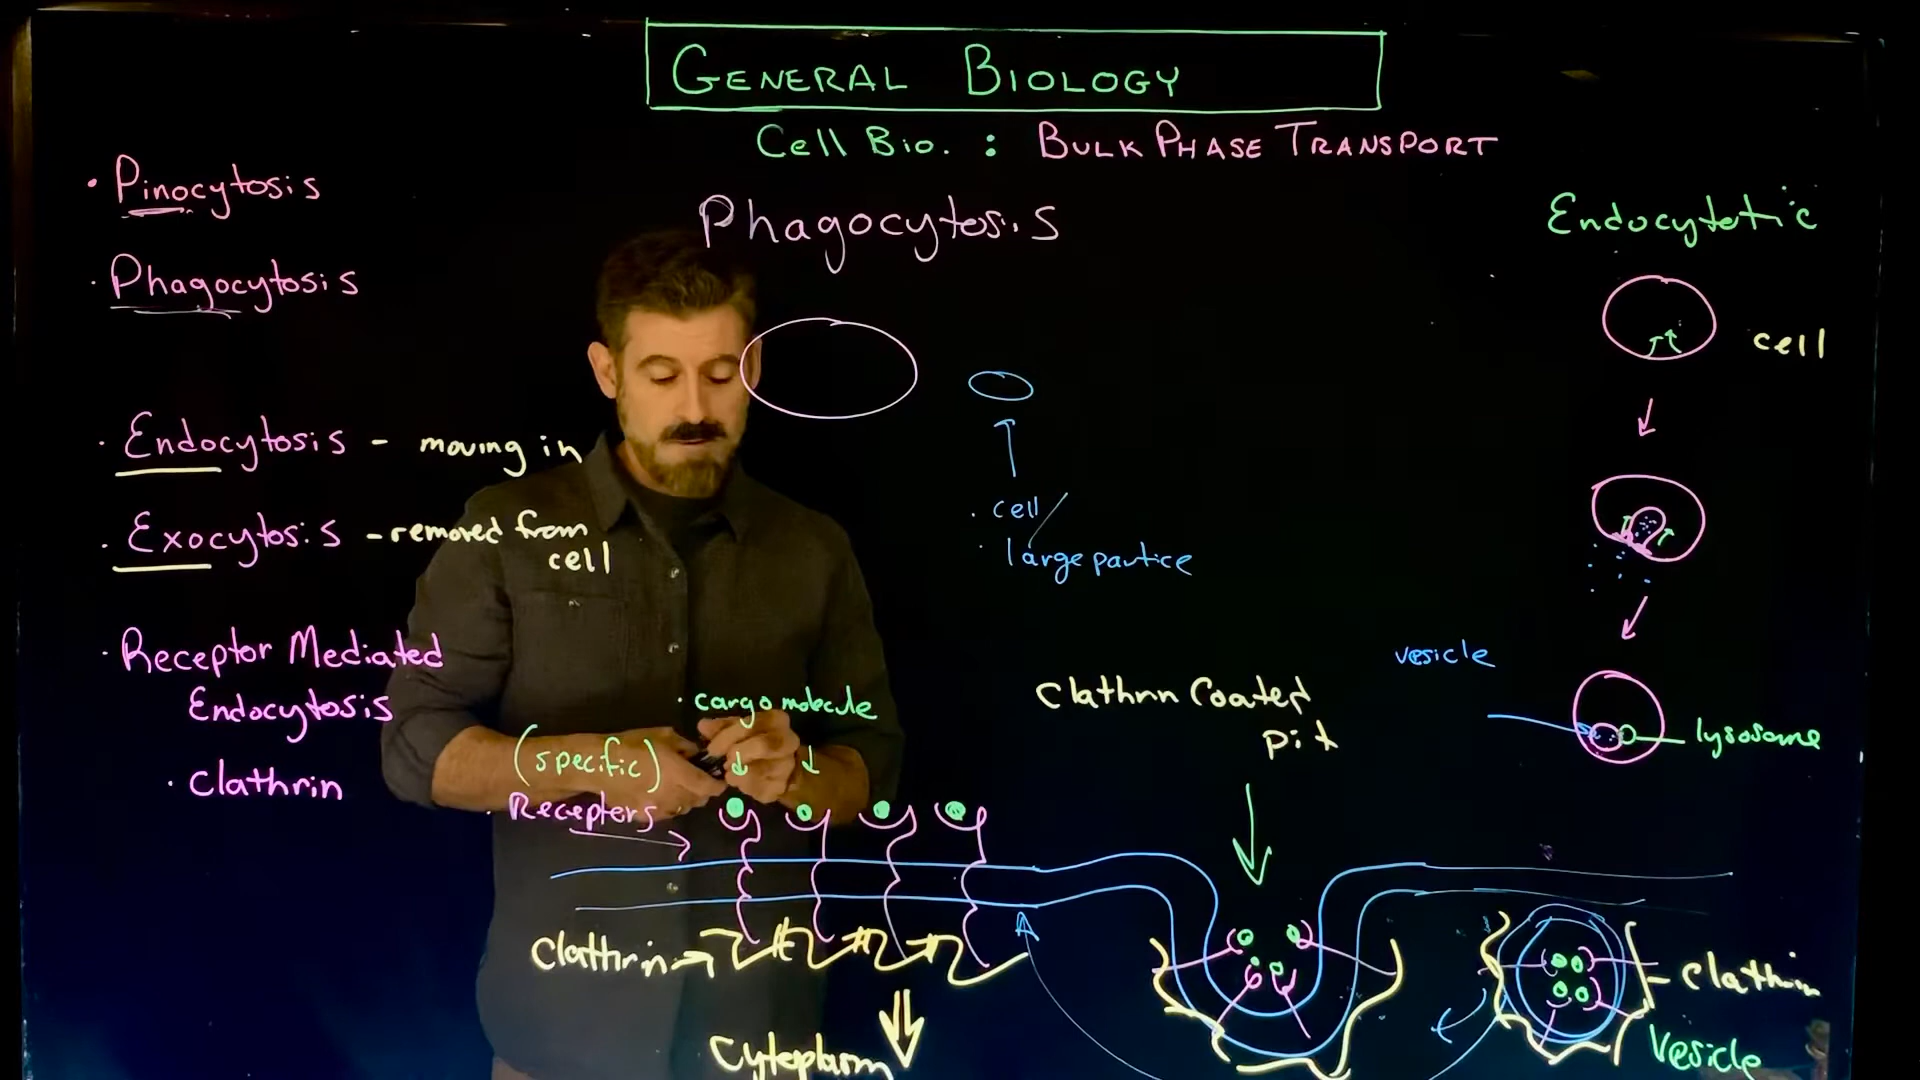 GENERAL BIOLOGY
Cell Bio. : BULK PHASE TRANSPORT
• Pinocytosis
• Phagocytosis
• Endocytosis - moving in
• Exocytosis - removed from
cell
• Receptor Mediated
Endocytosis
• Clathrin
Phagocytosis
• cell/
• large partice
• cargo molecule
(specific)
Receptors
Clathrin
Cytoplasm
Clathrin Coated
pit
Endocytotic
cell
vesicle
lysosome
Clathrin
Vesicle